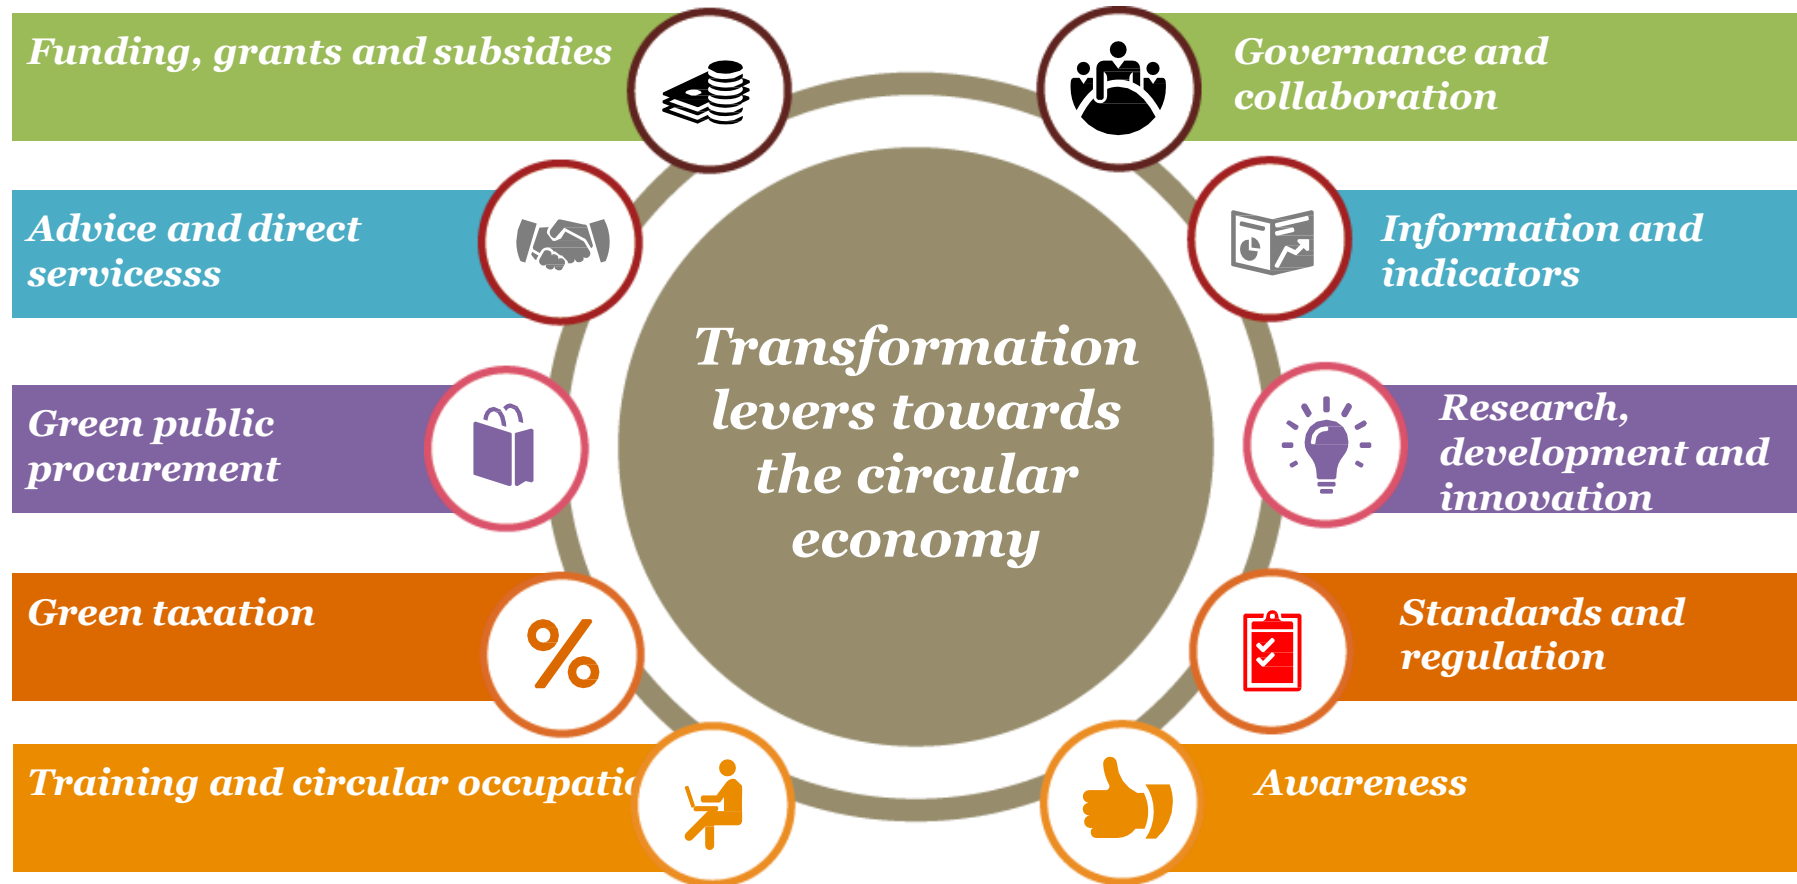 Funding, grants and subsidies
Advice and direct
servicesss
Green public
procurement
Green taxation
Training and circular occupatio
Transformation
levers towards
the circular
economy
Governance and
collaboration
Information and
indicators
Research,
development and
innovation
Standards and
regulation
Awareness
%